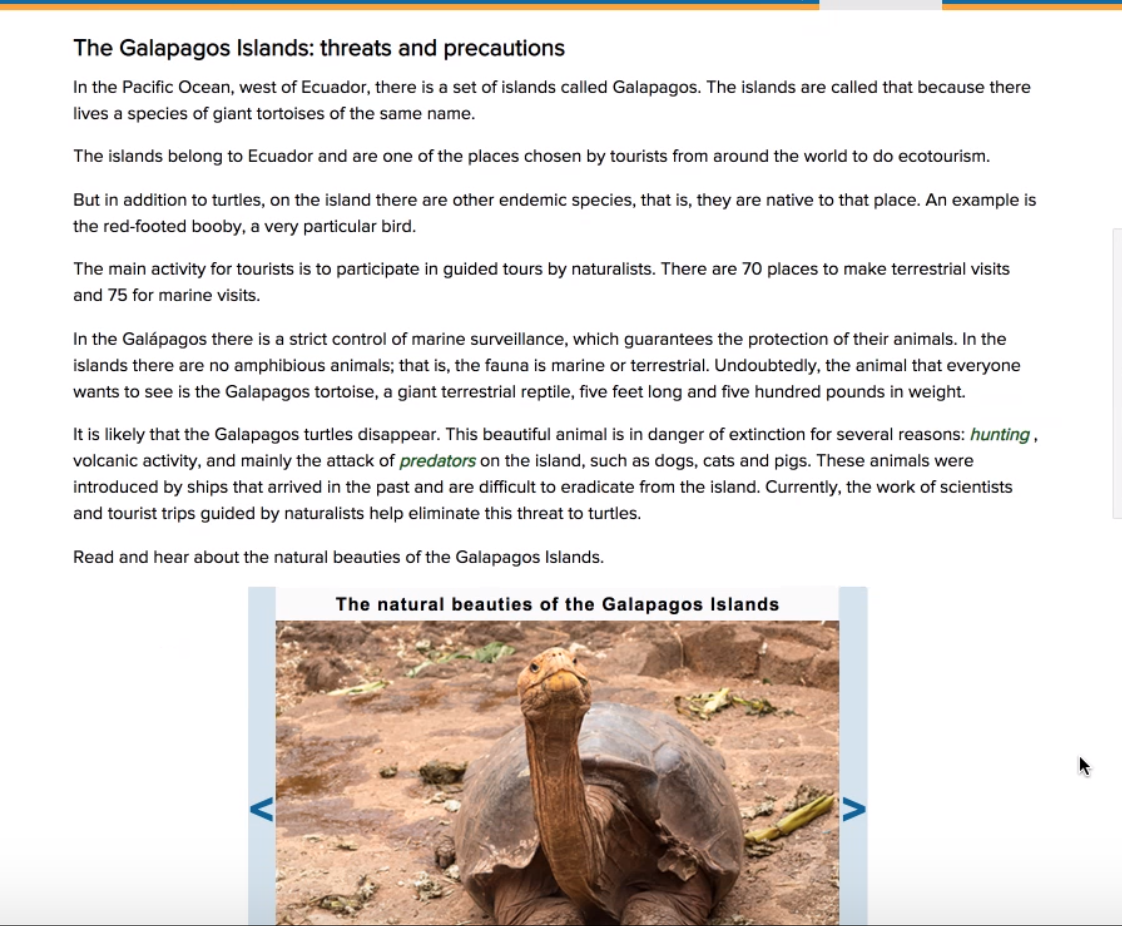 The Galapagos Islands: threats and precautions
In the Pacific Ocean, west of Ecuador, there is a set of islands called Galapagos. The islands are called that because there
lives a species of giant tortoises of the same name.
The islands belong to Ecuador and are one of the places chosen by tourists from around the world to do ecotourism.
But in addition to turtles, on the island there are other endemic species, that is, they are native to that place. An example is
the red-footed booby, a very particular bird.
The main activity for tourists is to participate in guided tours by naturalists. There are 70 places to make terrestrial visits
and 75 for marine visits.
In the Galápagos there is a strict control of marine surveillance, which guarantees the protection of their animals. In the
islands there are no amphibious animals; that is, the fauna is marine or terrestrial. Undoubtedly, the animal that everyone
wants to see is the Galapagos tortoise, a giant terrestrial reptile, five feet long and five hundred pounds in weight.
It is likely that the Galapagos turtles disappear. This beautiful animal is in danger of extinction for several reasons: hunting ,
volcanic activity, and mainly the attack of predators on the island, such as dogs, cats and pigs. These animals were
introduced by ships that arrived in the past and are difficult to eradicate from the island. Currently, the work of scientists
and tourist trips guided by naturalists help eliminate this threat to turtles.
Read and hear about the natural beauties of the Galapagos Islands.
The natural beauties of the Galapagos Islands
< >